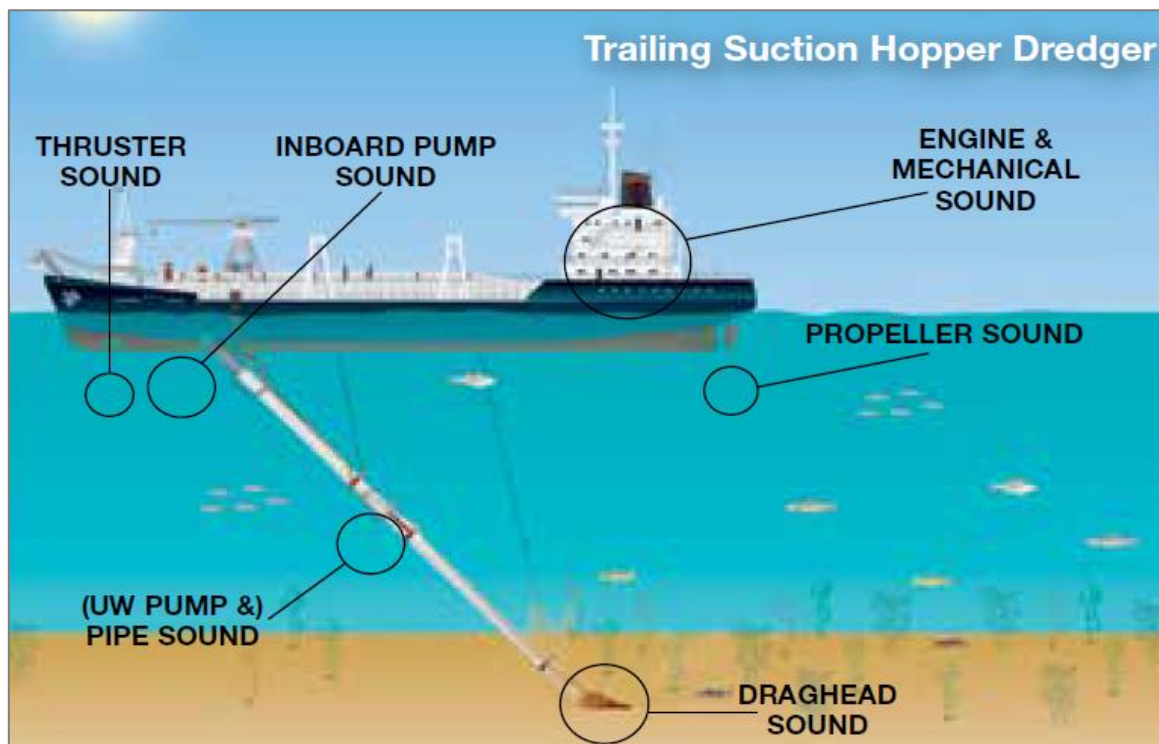 Trailing Suction Hopper Dredger
THRUSTER
SOUND
INBOARD PUMP
SOUND
ENGINE &
MECHANICAL
SOUND
PROPELLER SOUND
(UW PUMP &)
PIPE SOUND
DRAGHEAD
SOUND